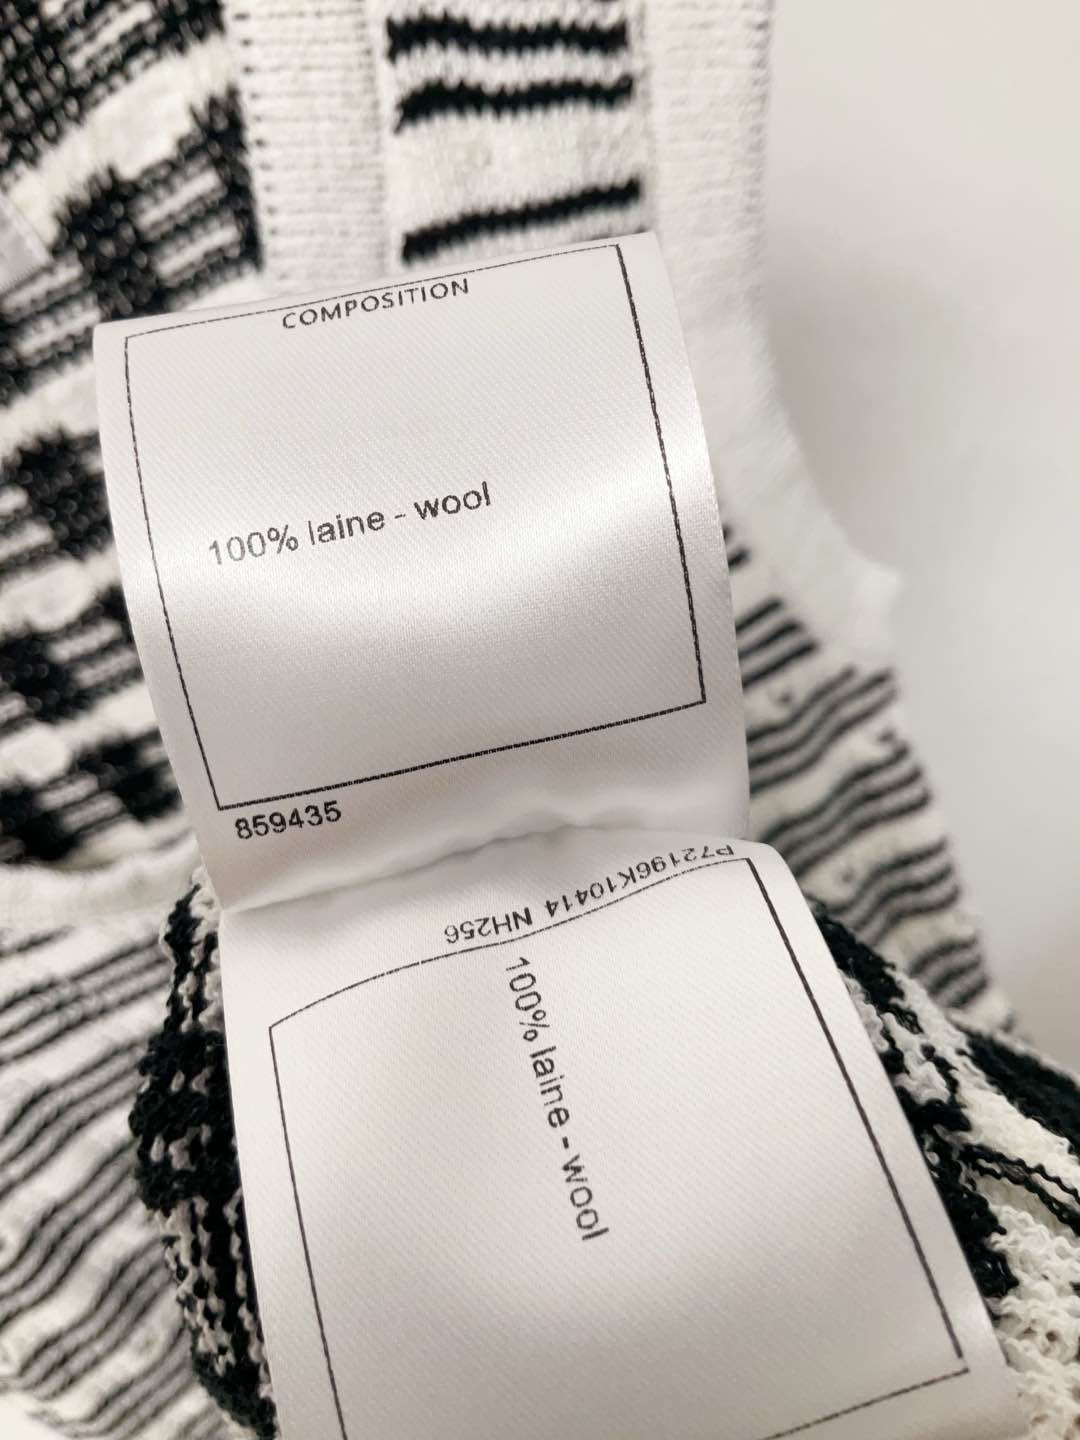 COMPOSITION
100% laine - wool
859435
P72196K10414 NH256
100% laine - wool